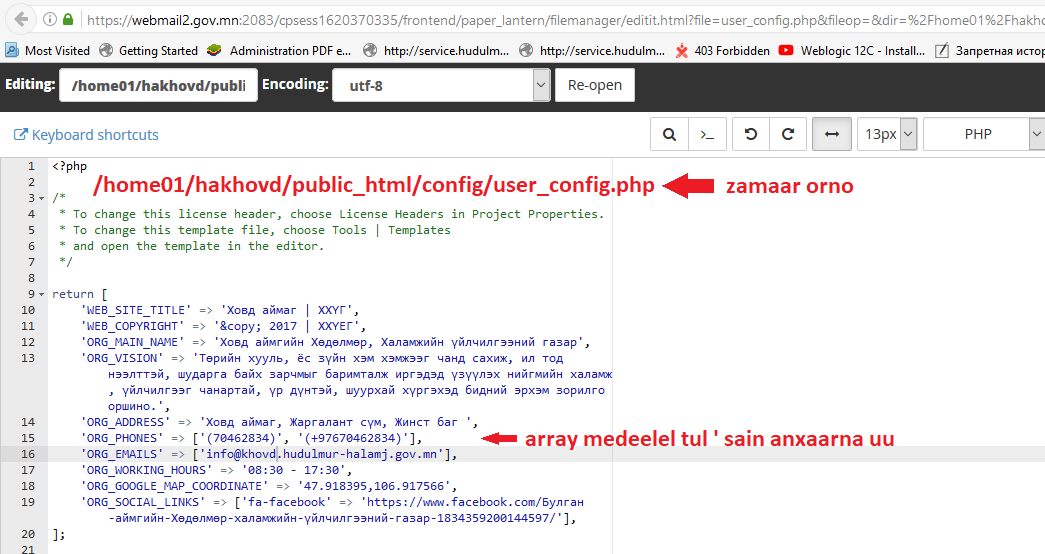 https://webmail2.gov.mn:2083/cpsess1620370335/frontend/paper_lantern/filemanager/editit.html?file=user_config.php&fileop=&dir=%2Fhome01%2Fhakhovd
Most Visited Getting Started Administration PDF e... http://service.hudulm... http://service.hudulm... 403 Forbidden Weblogic 12C - Install... Запретная истор
Editing: /home01/hakhovd/publi Encoding: utf-8 Re-open
Keyboard shortcuts 13px PHP
1 <?php
2
/home01/hakhovd/public_html/config/user_config.php zamaar orno
3 /*
4 * To change this license header, choose License Headers in Project Properties.
5 * To change this template file, choose Tools | Templates
6 * and open the template in the editor.
7 */
8
9 return [
10 'WEB_SITE_TITLE' => 'Ховд аймаг | ХХҮГ',
11 'WEB_COPYRIGHT' => '&copy; 2017 | ХХҮЕГ',
12 'ORG_MAIN_NAME' => 'Ховд аймгийн Хөдөлмөр, Халамжийн үйлчилгээний газар',
13 'ORG_VISION' => 'Төрийн хууль, ёс зүйн хэм хэмжээг чанд сахиж, ил тод
нээлттэй, шударга байх зарчмыг баримталж иргэдэд үзүүлэх нийгмийн халамж
, үйлчилгээг чанартай, үр дүнтэй, шуурхай хүргэхэд бидний эрхэм зорилго
оршино.',
14 'ORG_ADDRESS' => 'Ховд аймаг, Жаргалант сүм, Жинст баг ',
15 'ORG_PHONES' => ['(70462834)', '(+97670462834)'], array medeelel tul ' sain anxaarna uu
16 'ORG_EMAILS' => ['info@khovd.hudulmur-halamj.gov.mn'],
17 'ORG_WORKING_HOURS' => '08:30 - 17:30',
18 'ORG_GOOGLE_MAP_COORDINATE' => '47.918395,106.917566',
19 'ORG_SOCIAL_LINKS' => ['fa-facebook' => 'https://www.facebook.com/Булган
-аймгийн-Хөдөлмөр-халамжийн-үйлчилгээний-газар-1834359200144597/'],
20 ];
21